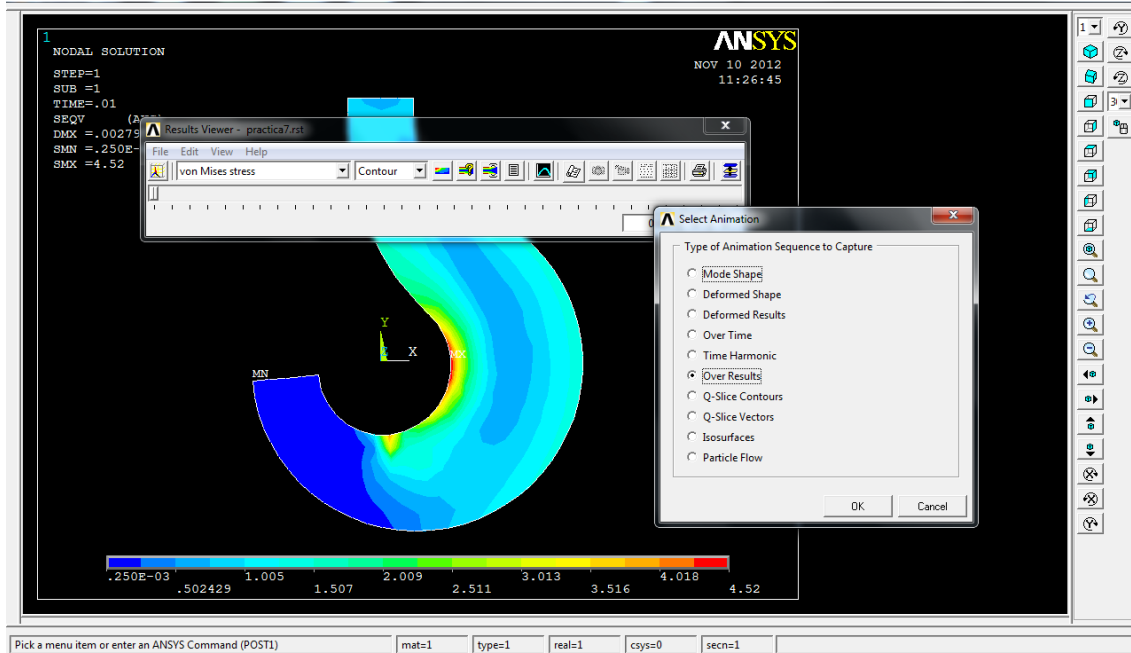 1
NODAL SOLUTION
STEP=1
SUB =1
TIME=.01
SEQV
DMX =.00279
SMN =.250E-
SMX =4.52
ANSYS
NOV 10 2012
11:26:45
Results Viewer - practica7.rst
File Edit View Help
von Mises stress Contour
0
Select Animation
Type of Animation Sequence to Capture
Mode Shape
Deformed Shape
Deformed Results
Over Time
Time Harmonic
Over Results
Q-Slice Contours
Q-Slice Vectors
Isosurfaces
Particle Flow
OK Cancel
Y
X
MX
MN
.250E-03 1.005 2.009 3.013 4.018
.502429 1.507 2.511 3.516 4.52
1
Pick a menu item or enter an ANSYS Command (POST1) mat=1 type=1 real=1 csys=0 secn=1